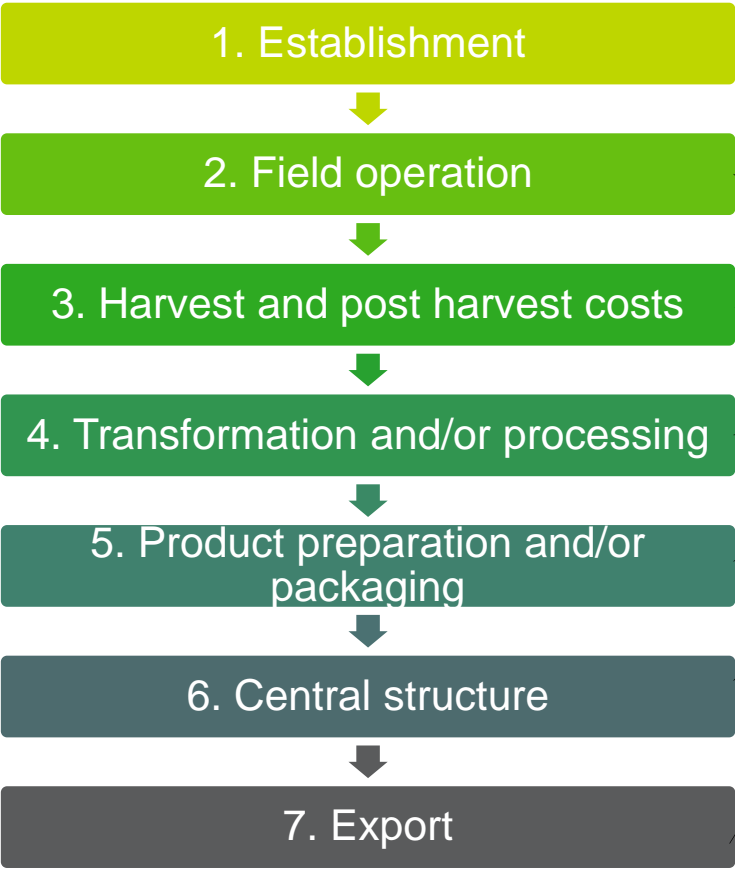 1. Establishment
2. Field operation
3. Harvest and post harvest costs
4. Transformation and/or processing
5. Product preparation and/or
packaging
6. Central structure
7. Export